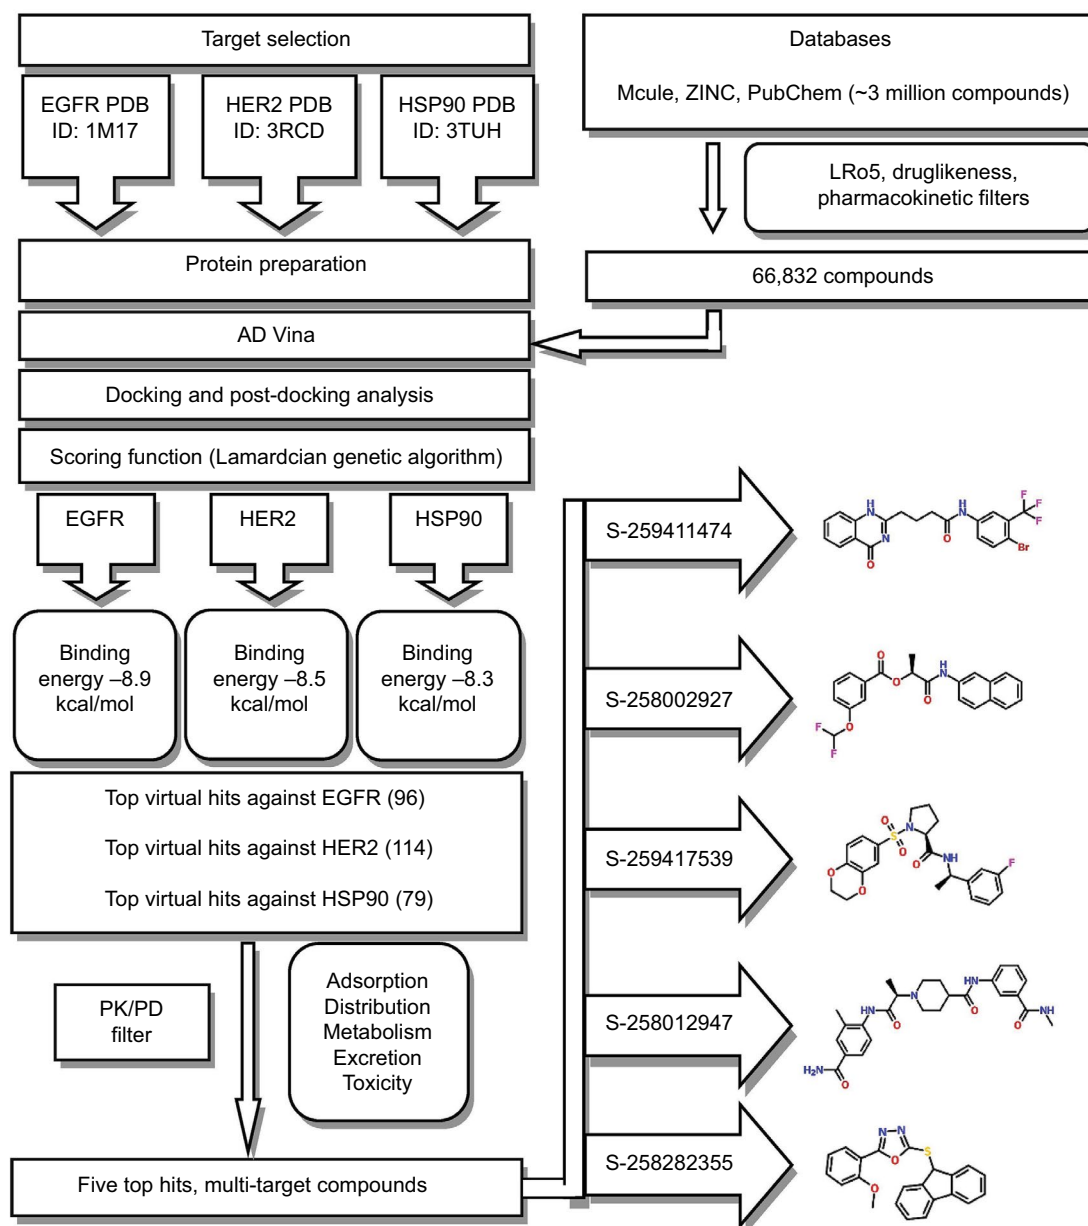 Target selection
EGFR PDB
ID: 1M17
HER2 PDB
ID: 3RCD
HSP90 PDB
ID: 3TUH
Databases
Mcule, ZINC, PubChem (~3 million compounds)
LRo5, druglikeness,
pharmacokinetic filters
66,832 compounds
Protein preparation
AD Vina
Docking and post-docking analysis
Scoring function (Lamardcian genetic algorithm)
EGFR
HER2
HSP90
Binding
energy –8.9
kcal/mol
Binding
energy –8.5
kcal/mol
Binding
energy –8.3
kcal/mol
Top virtual hits against EGFR (96)
Top virtual hits against HER2 (114)
Top virtual hits against HSP90 (79)
PK/PD
filter
Adsorption
Distribution
Metabolism
Excretion
Toxicity
Five top hits, multi-target compounds
S-259411474
H
N
N
O
O
H
N
F
F
F
Br
S-258002927
O
O
O
H
N
O
F
F
S-259417539
O
S
O
N
O
NH
F
O
O
S-258012947
H
N
O
N
H
N
O
O
NH
H2N
O
S-258282355
N
N
O
S
O